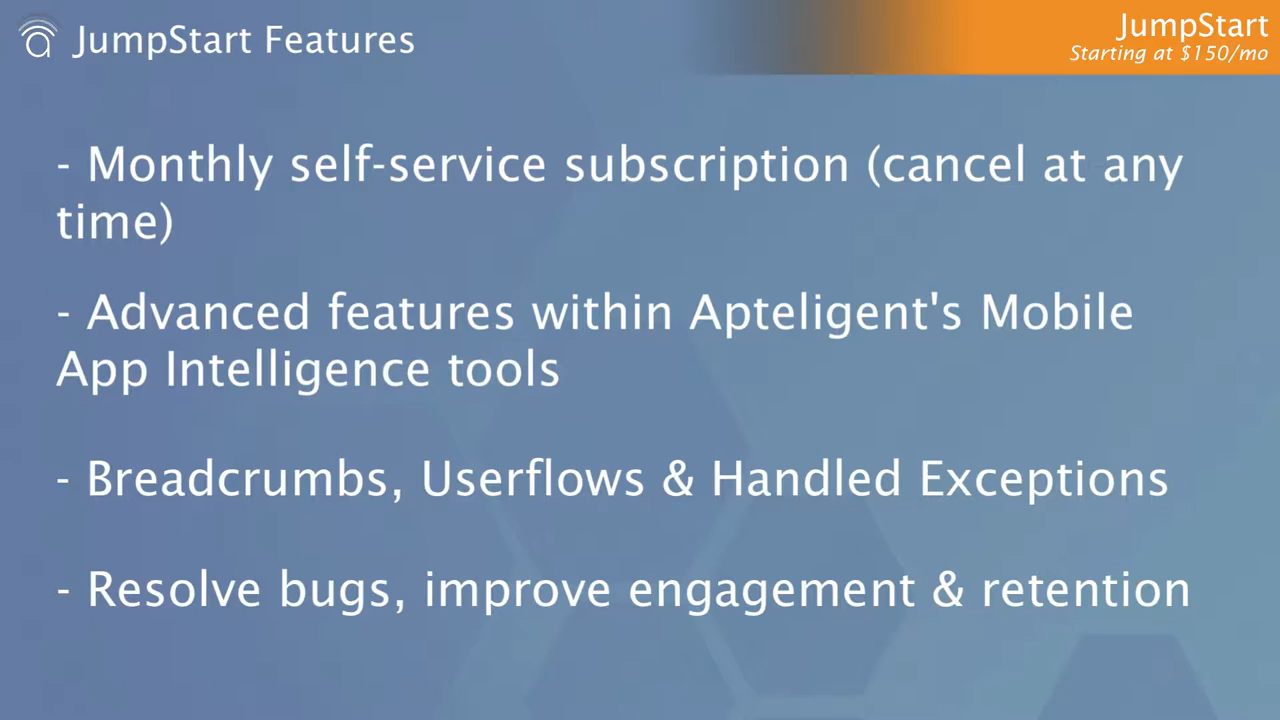 JumpStart Features
JumpStart
Starting at $150/mo
- Monthly self-service subscription (cancel at any
time)
- Advanced features within Apteligent's Mobile
App Intelligence tools
- Breadcrumbs, Userflows & Handled Exceptions
- Resolve bugs, improve engagement & retention